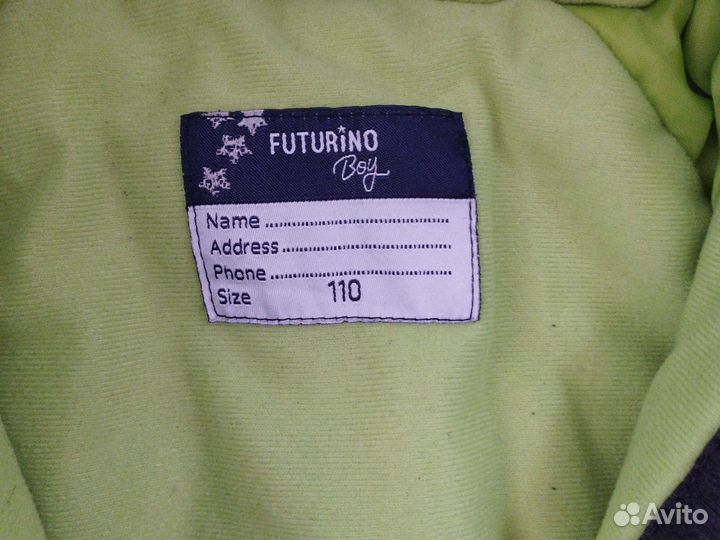 FUTURINO
Boy
Name ..........................................
Address ......................................
Phone ........................................
Size 110
Avito